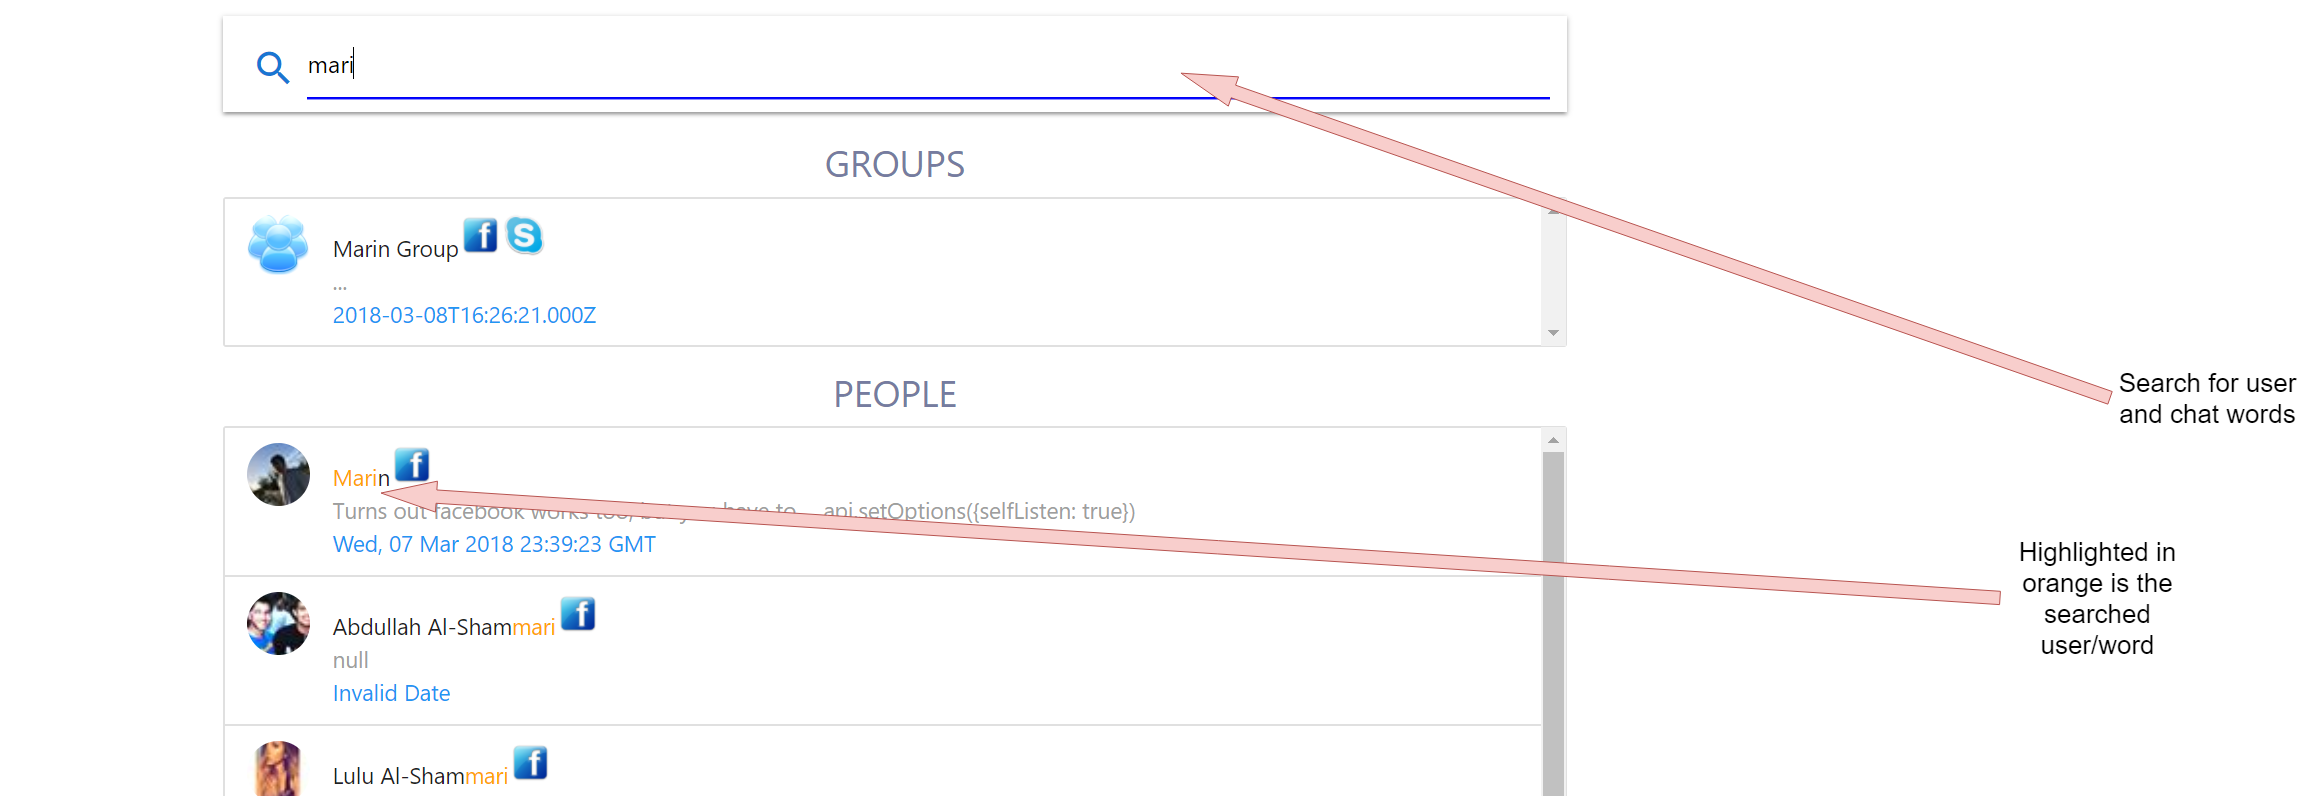 mari
GROUPS
Marin Group
...
2018-03-08T16:26:21.000Z
Search for user
and chat words
PEOPLE
Marin
Turns out facebook works too, but you have to ... api.setOptions({selfListen: true})
Wed, 07 Mar 2018 23:39:23 GMT
Highlighted in
orange is the
searched
user/word
Abdullah Al-Shammari
null
Invalid Date
Lulu Al-Shammari